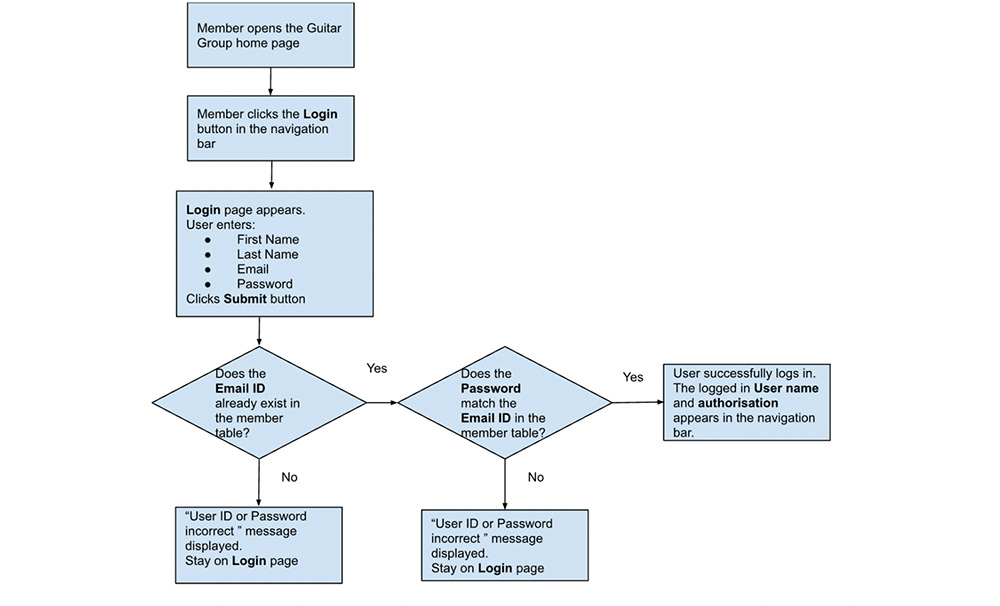 Member opens the Guitar
Group home page
Member clicks the Login
button in the navigation
bar
Login page appears.
User enters:
● First Name
● Last Name
● Email
● Password
Clicks Submit button
Does the
Email ID
already exist in
the member
table?
Yes
No
Does the
Password
match the
Email ID in the
member table?
Yes
No
User successfully logs in.
The logged in User name
and authorisation
appears in the navigation
bar.
“User ID or Password
incorrect ” message
displayed.
Stay on Login page
“User ID or Password
incorrect ” message
displayed.
Stay on Login page